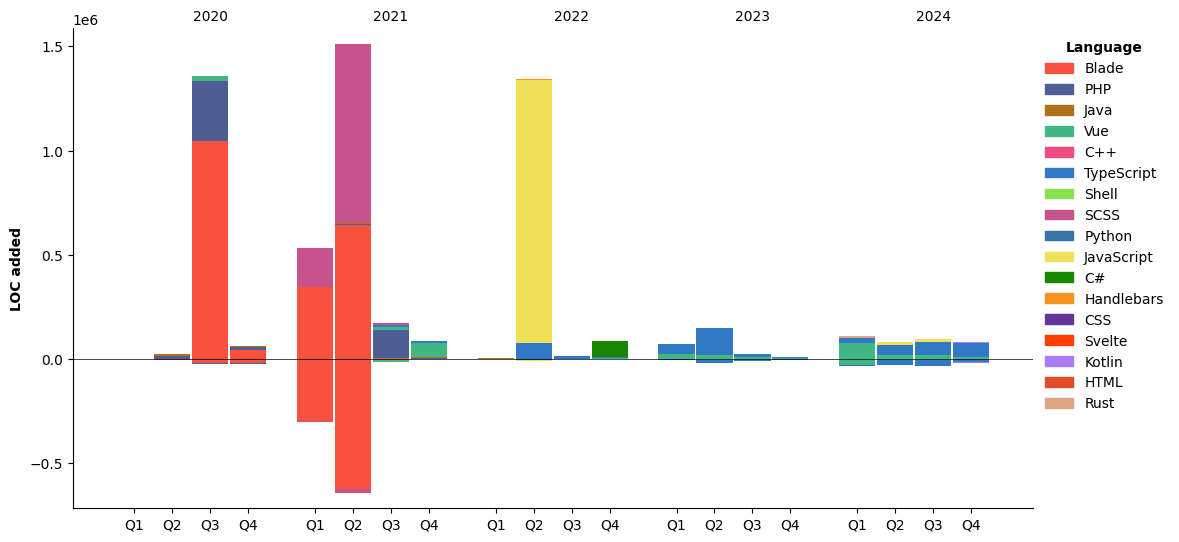 2020 2021 2022 2023 2024
1e6
1.5
1.0
0.5
0.0
−0.5
LOC added
Q1 Q2 Q3 Q4 Q1 Q2 Q3 Q4 Q1 Q2 Q3 Q4 Q1 Q2 Q3 Q4 Q1 Q2 Q3 Q4
Language
Blade
PHP
Java
Vue
C++
TypeScript
Shell
SCSS
Python
JavaScript
C#
Handlebars
CSS
Svelte
Kotlin
HTML
Rust